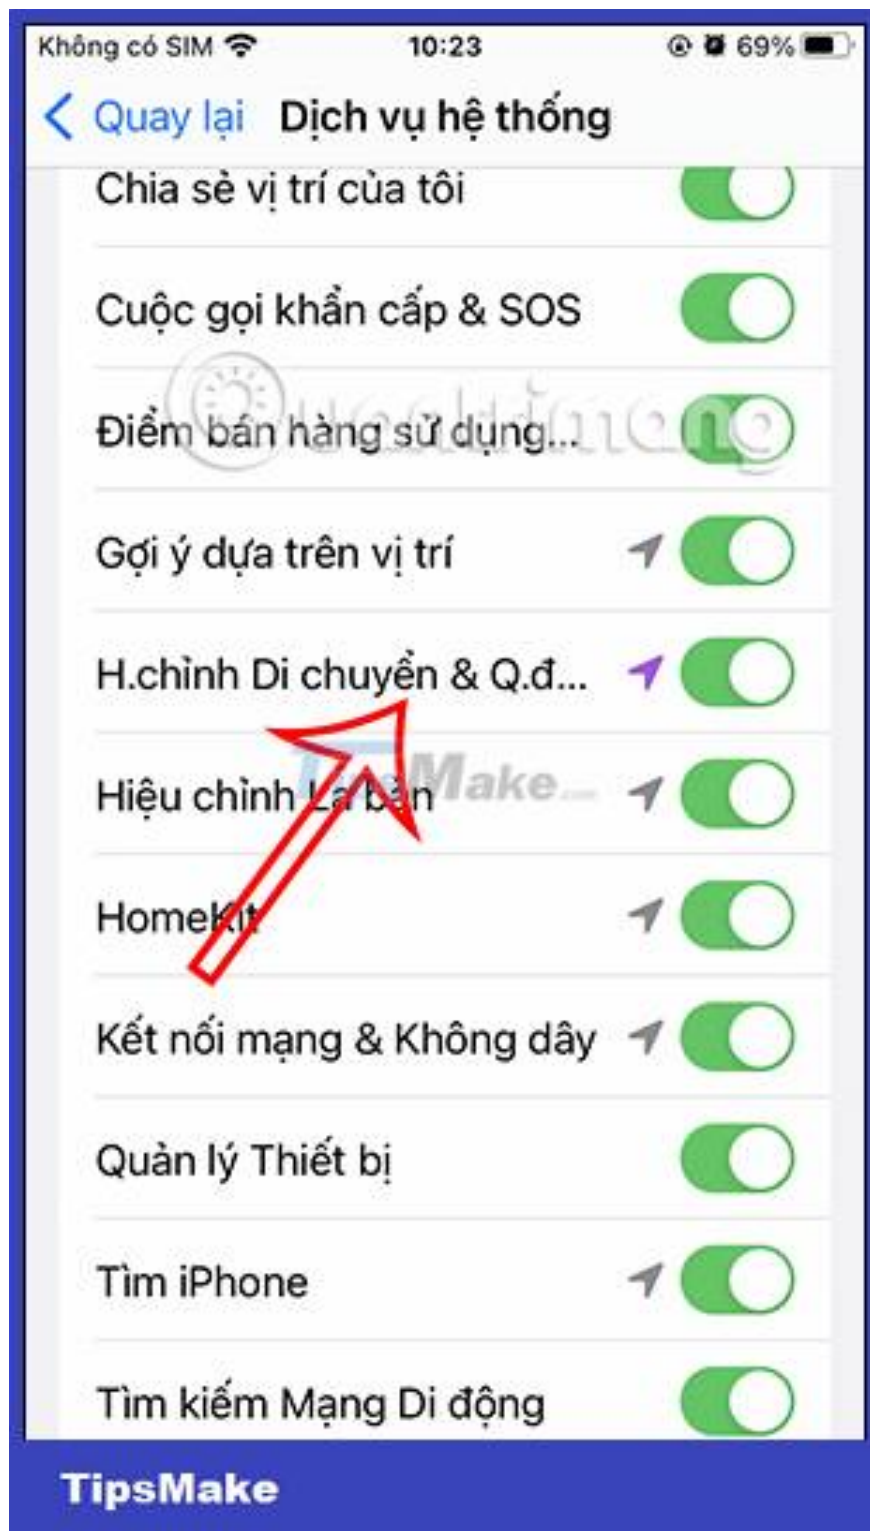 Không có SIM 10:23 69%
Quay lại Dịch vụ hệ thống
Chia sẻ vị trí của tôi
Cuộc gọi khẩn cấp & SOS
Quantrimang
Điểm bán hàng sử dụng...
Gợi ý dựa trên vị trí
H.chỉnh Di chuyển & Q.đ...
TipsMake.com
Hiệu chỉnh La bàn
HomeKit
Kết nối mạng & Không dây
Quản lý Thiết bị
Tìm iPhone
Tìm kiếm Mạng Di động
TipsMake